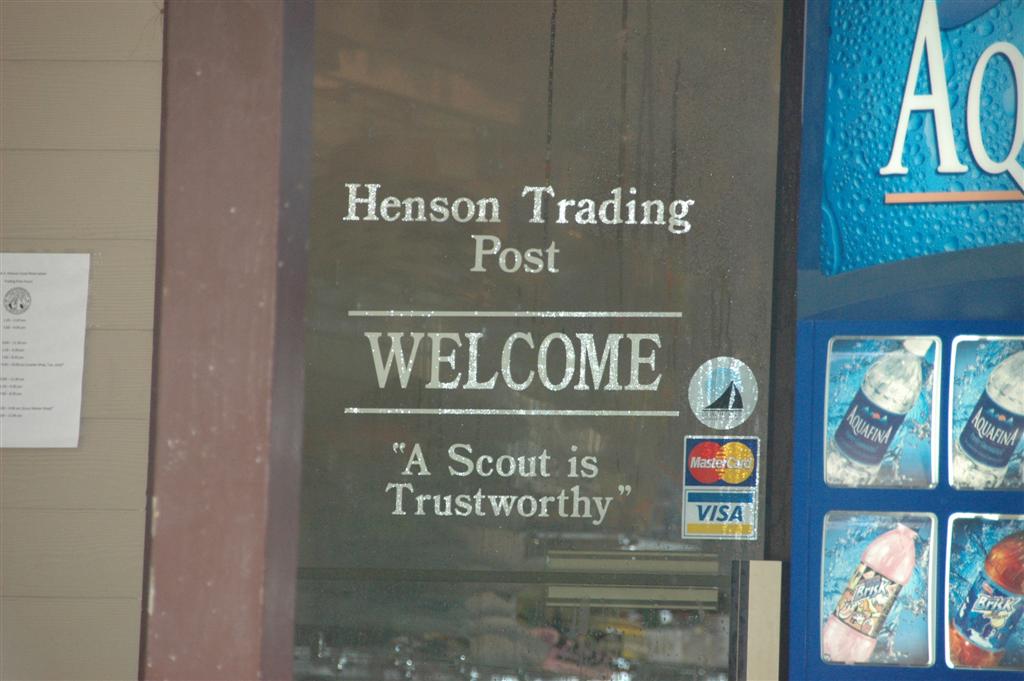 Henson Trading
Post
WELCOME
"A Scout is
Trustworthy"
MasterCard
VISA
AQ
AQUAFINA
AQUAFINA
Brisk
Brisk